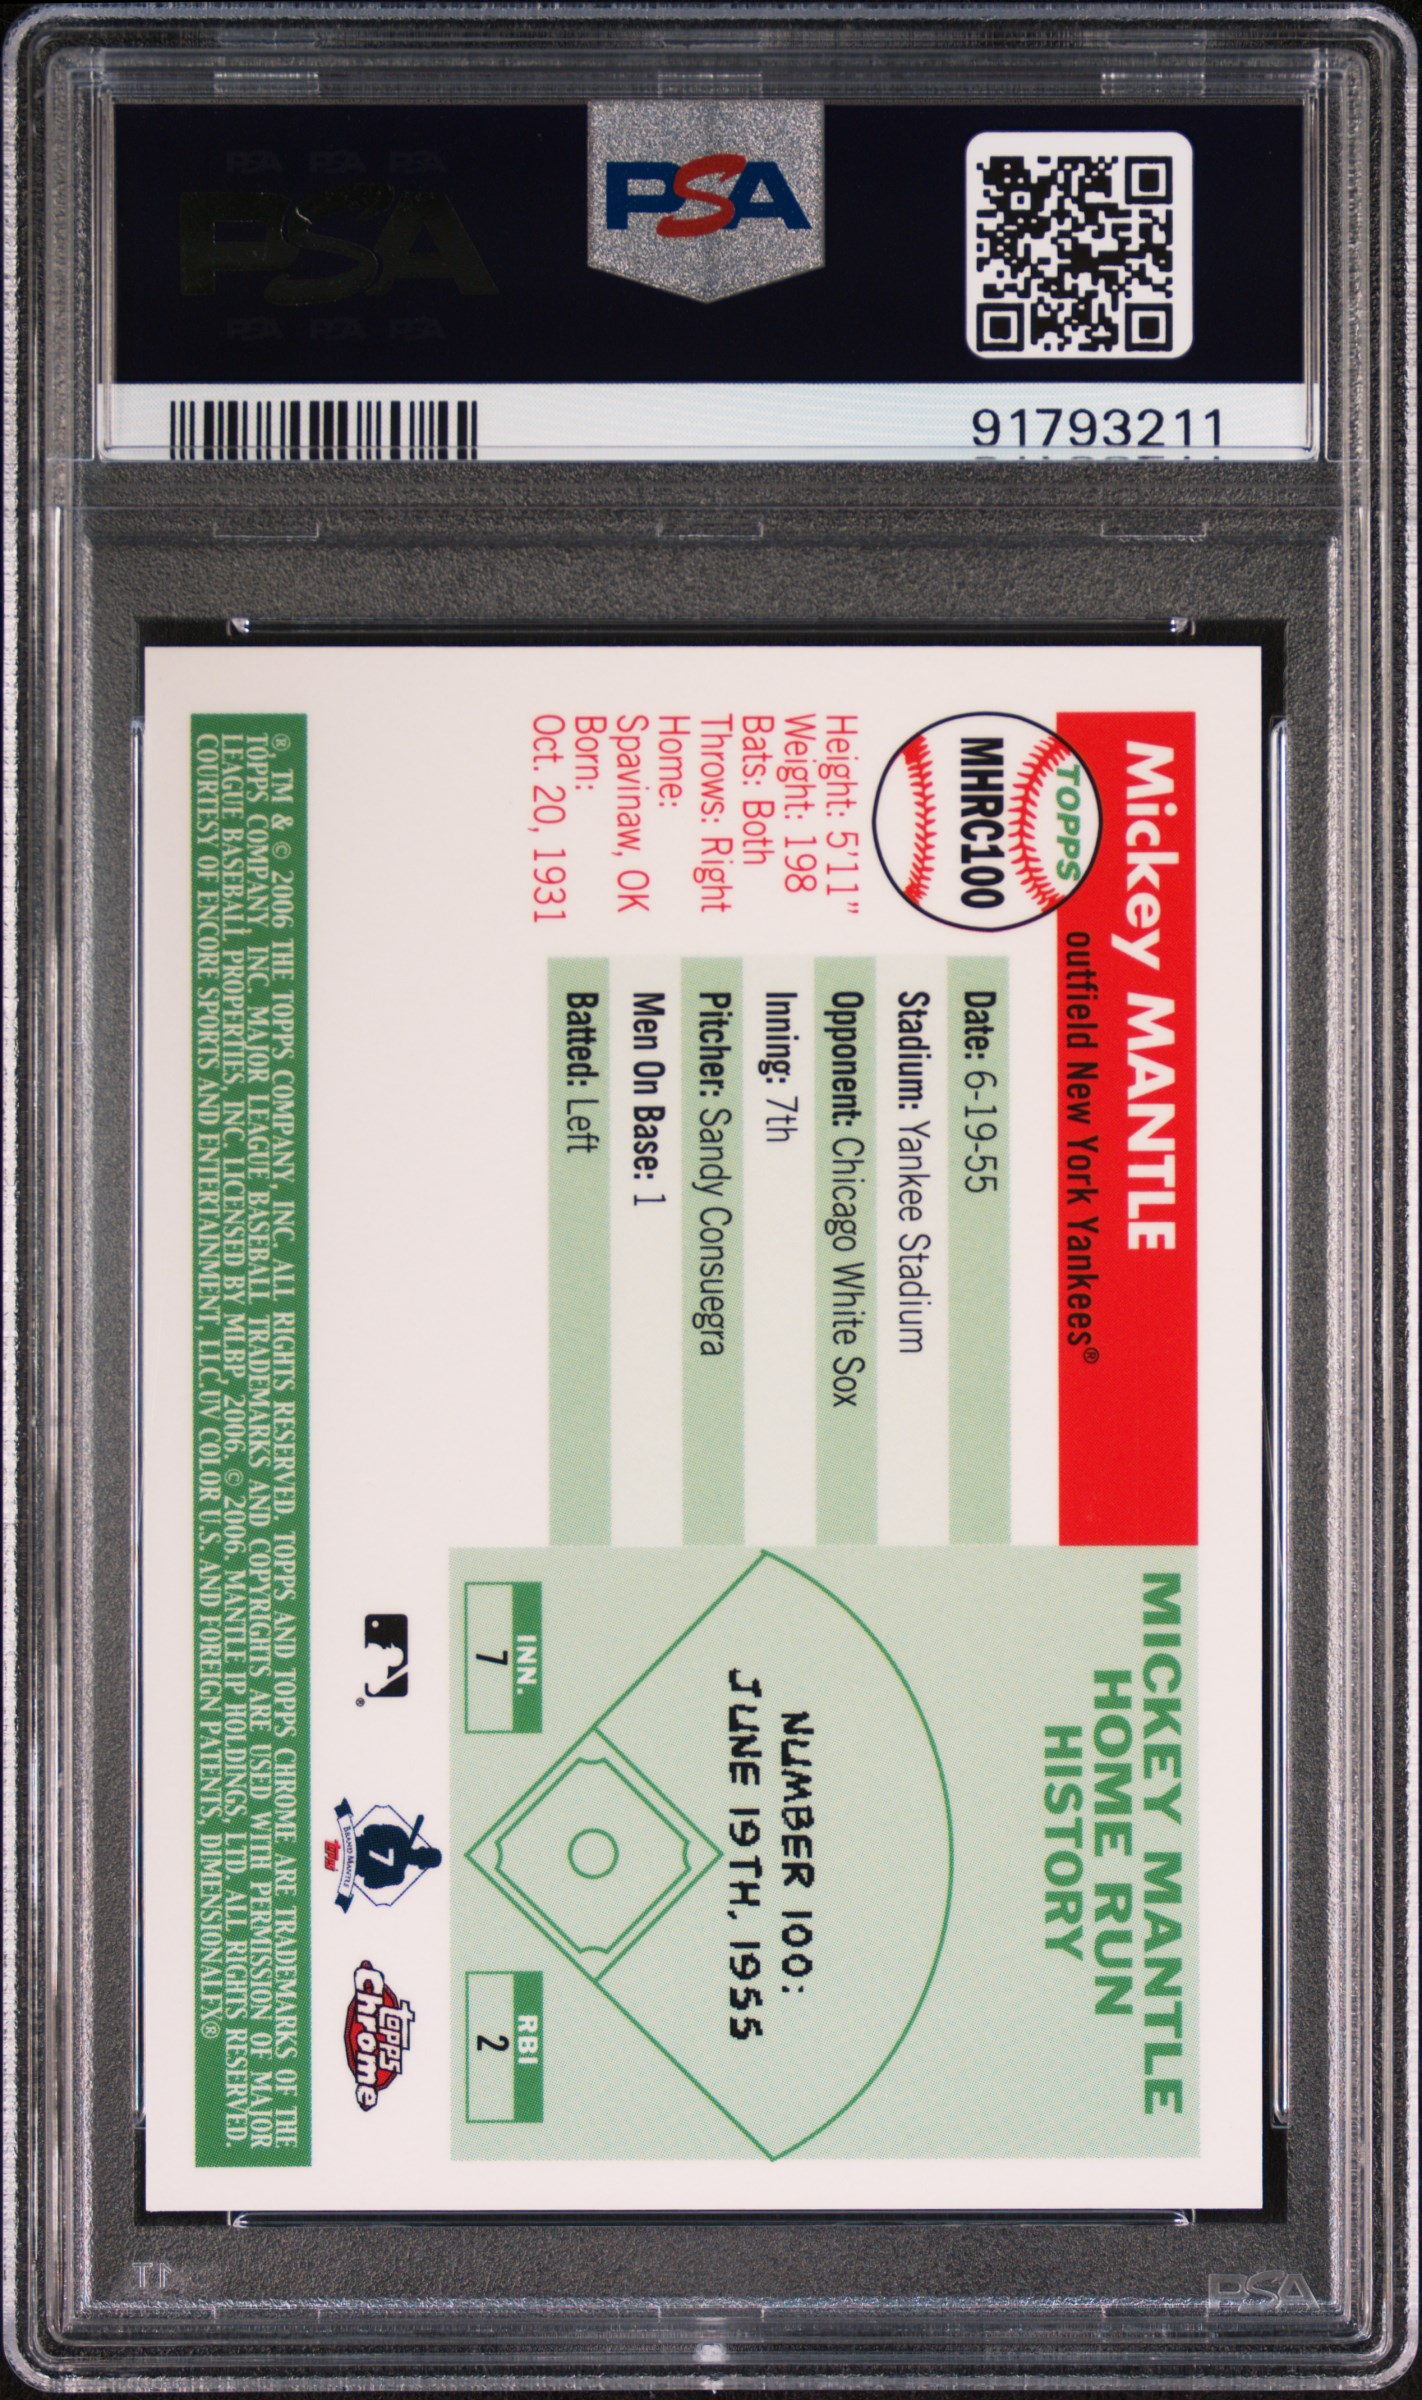 PSA PSA PSA
PSA
PSA PSA PSA
PSA
91793211
TOPPS
MHRC100
Mickey MANTLE
outfield New York Yankees®
Height: 5'11"
Weight: 198
Bats: Both
Throws: Right
Home:
Spavinaw, OK
Born:
Oct. 20, 1931
Date: 6-19-55
Stadium: Yankee Stadium
Opponent: Chicago White Sox
Inning: 7th
Pitcher: Sandy Consuegra
Men On Base: 1
Batted: Left
MICKEY MANTLE
HOME RUN
HISTORY
NUMBER 100:
JUNE 19TH, 1955
INN.
7
RBI
2
®
7
BRAND MANTLE
topps
topps
chrome
® TM & © 2006 THE TOPPS COMPANY, INC. ALL RIGHTS RESERVED. TOPPS AND TOPPS CHROME ARE TRADEMARKS OF THE
TOPPS COMPANY, INC. MAJOR LEAGUE BASEBALL TRADEMARKS AND COPYRIGHTS ARE USED WITH PERMISSION OF MAJOR
LEAGUE BASEBALL PROPERTIES, INC. LICENSED BY MLBP, 2006. © 2006. MANTLE IP HOLDINGS, LTD. ALL RIGHTS RESERVED.
COURTESY OF ENCORE SPORTS AND ENTERTAINMENT, LLC.UV COLOR U.S. AND FOREIGN PATENTS, DIMENSIONALFX®
PSA